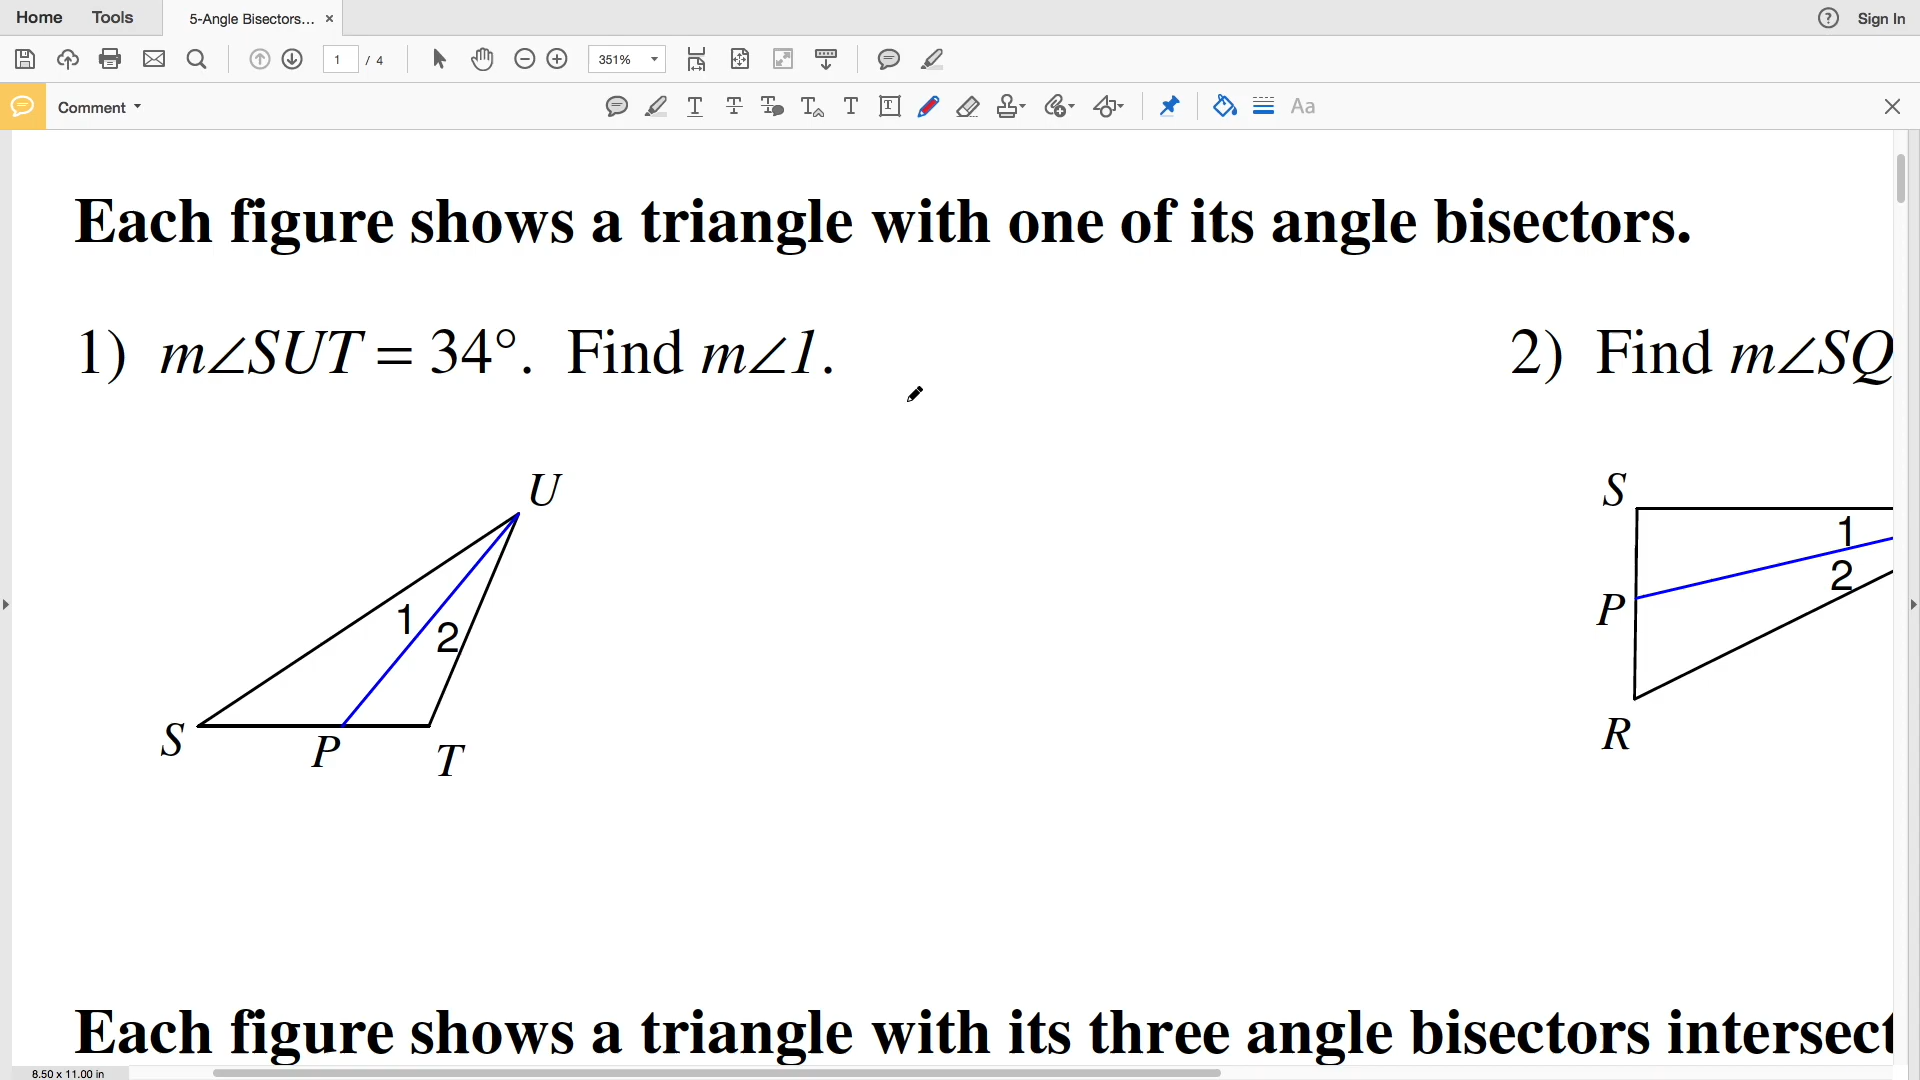 Home Tools 5-Angle Bisectors... × ? Sign In
1 / 4 351%
Comment T T T T T T Aa
Each figure shows a triangle with one of its angle bisectors.
1) m∠SUT = 34°. Find m∠1.
2) Find m∠SQ
U
1
2
S
P
T
S
1
2
P
R
Each figure shows a triangle with its three angle bisectors intersect
8.50 x 11.00 in